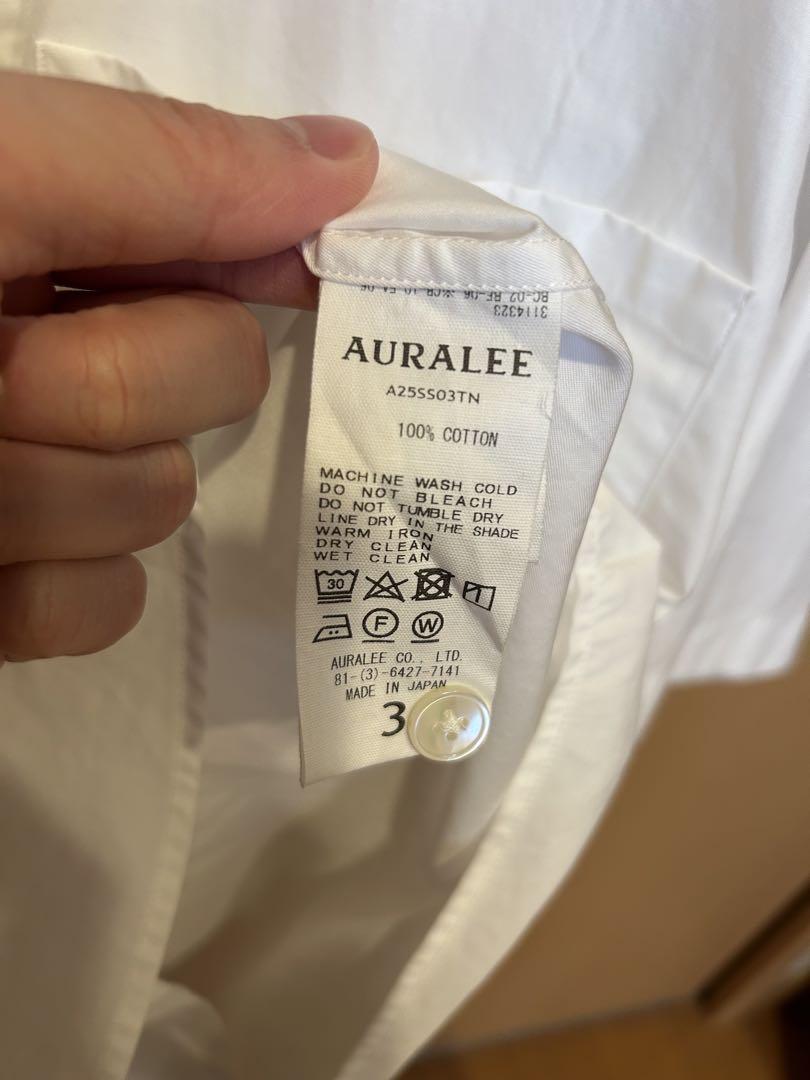 3114323
AURALEE
A25SS03TN
100% COTTON
MACHINE WASH COLD
DO NOT BLEACH
DO NOT TUMBLE DRY
LINE DRY IN THE SHADE
WARM IRON
DRY CLEAN
WET CLEAN
30
F W
AURALEE CO., LTD.
81-(3)-6427-7141
MADE IN JAPAN
3